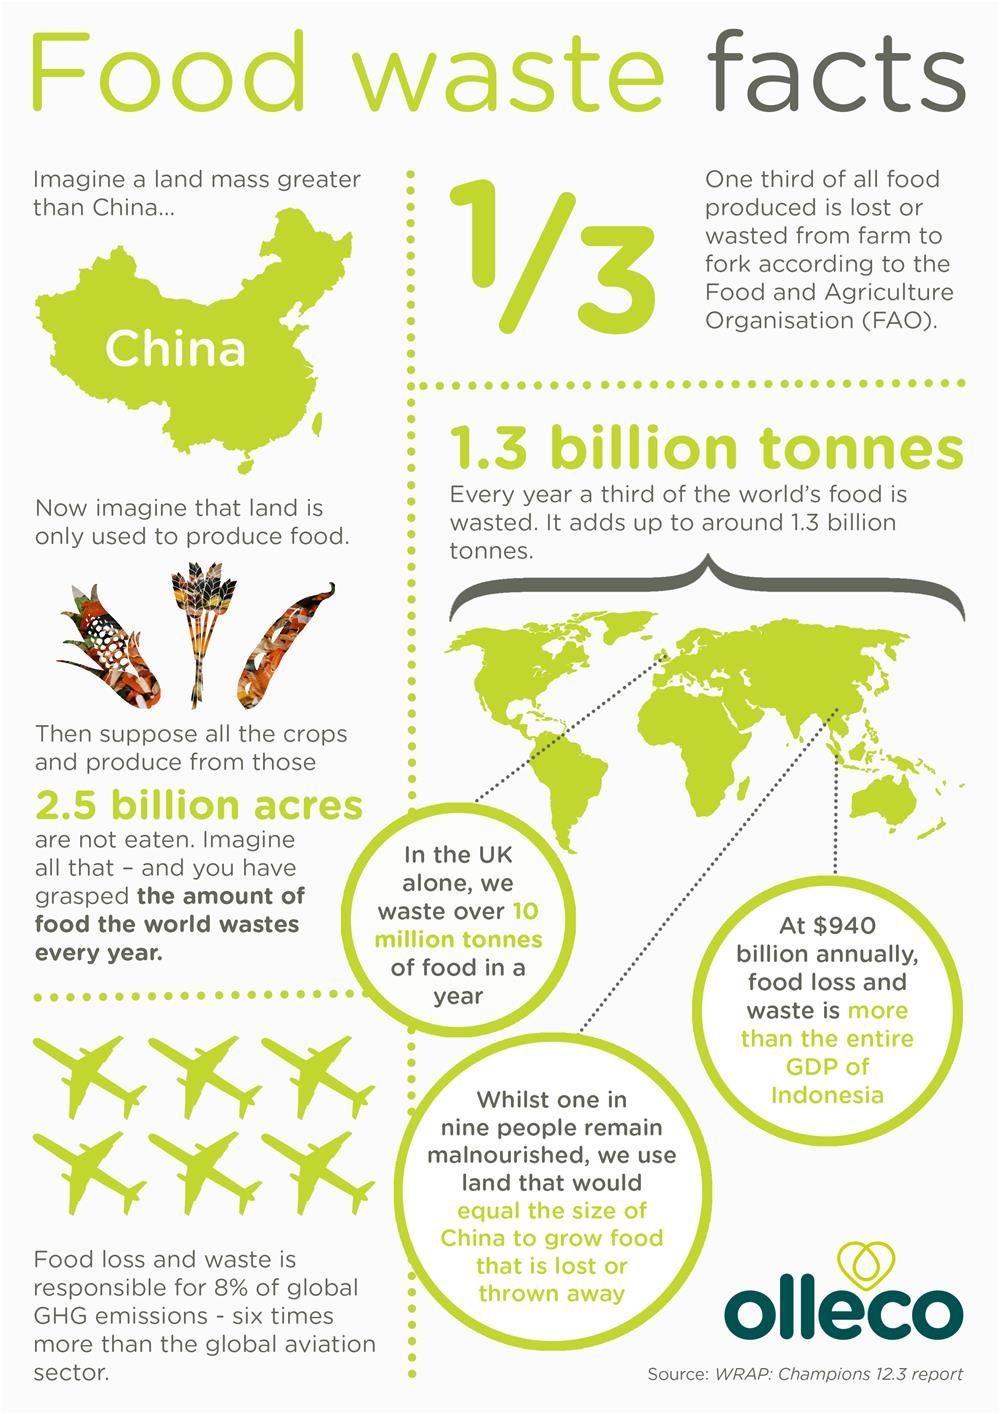 Food waste facts
Imagine a land mass greater
than China...
China
Now imagine that land is
only used to produce food.
Then suppose all the crops
and produce from those
2.5 billion acres
are not eaten. Imagine
all that – and you have
grasped the amount of
food the world wastes
every year.
Food loss and waste is
responsible for 8% of global
GHG emissions - six times
more than the global aviation
sector.
1/3
One third of all food
produced is lost or
wasted from farm to
fork according to the
Food and Agriculture
Organisation (FAO).
1.3 billion tonnes
Every year a third of the world's food is
wasted. It adds up to around 1.3 billion
tonnes.
In the UK
alone, we
waste over 10
million tonnes
of food in a
year
At $940
billion annually,
food loss and
waste is more
than the entire
GDP of
Indonesia
Whilst one in
nine people remain
malnourished, we use
land that would
equal the size of
China to grow food
that is lost or
thrown away
olleco
Source: WRAP: Champions 12.3 report